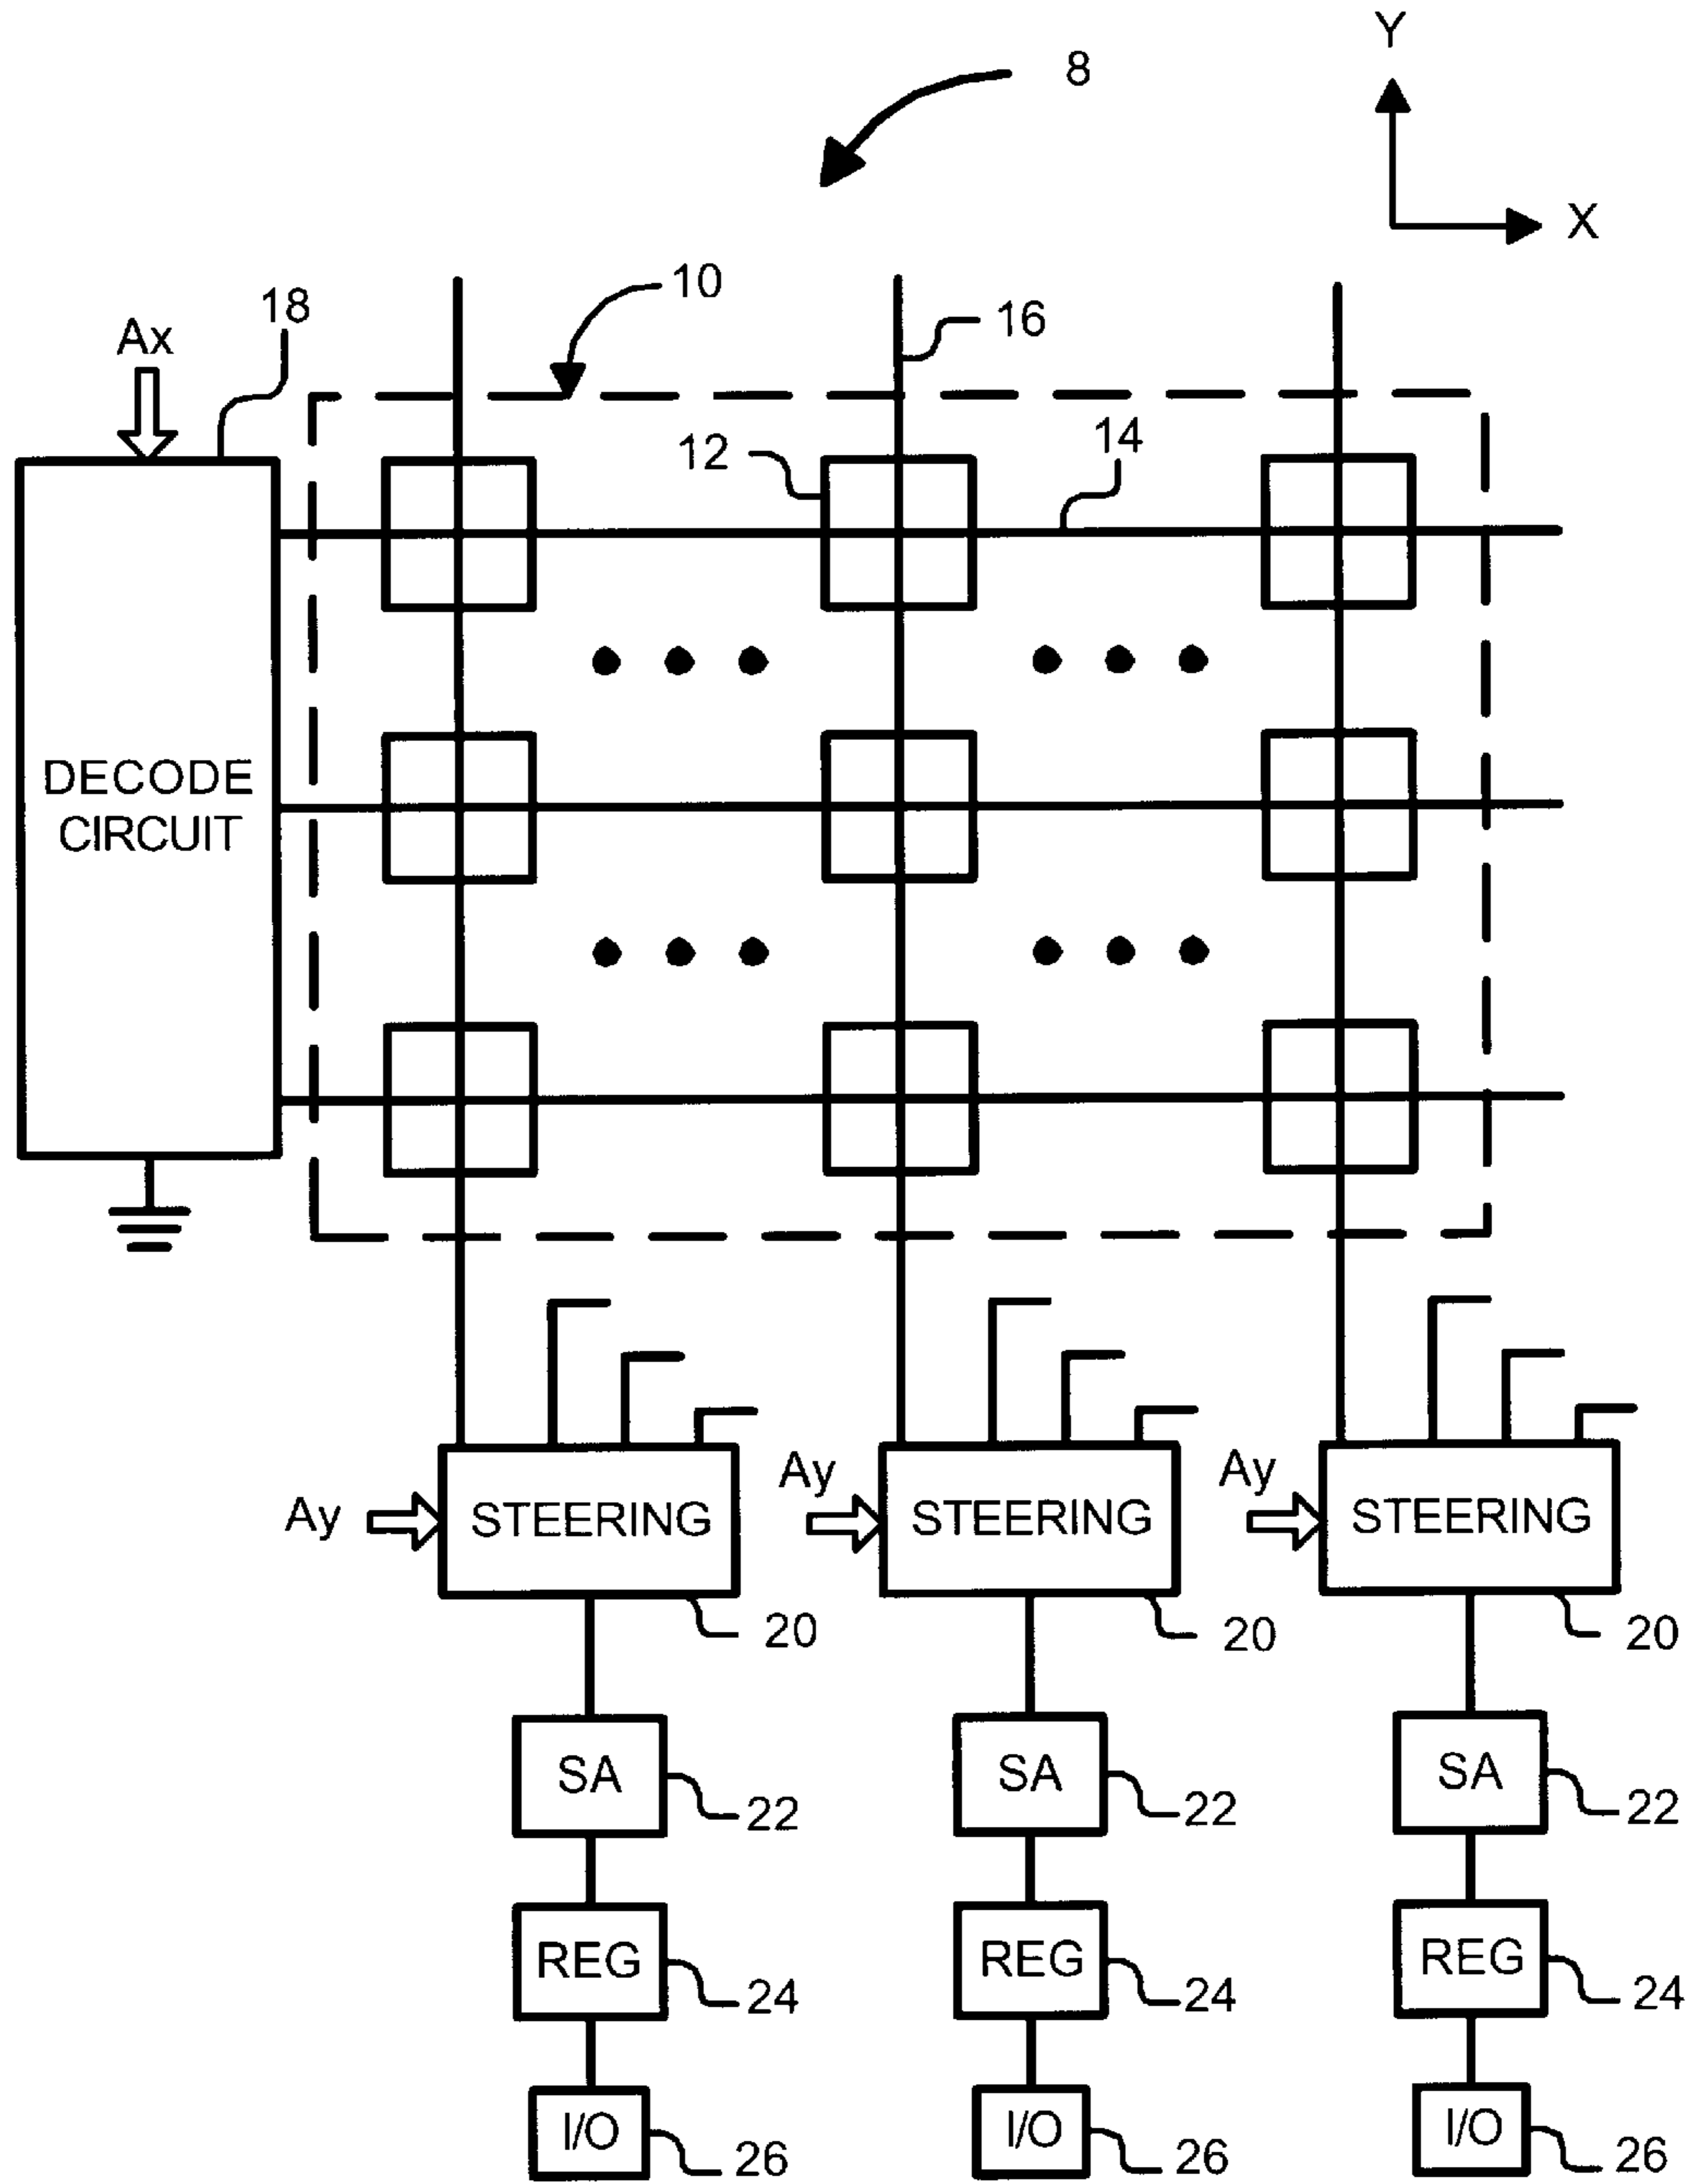 8
Y
X
10
18
16
Ax
12
14
DECODE
CIRCUIT
Ay
STEERING
Ay
STEERING
Ay
STEERING
20
20
20
SA
SA
SA
22
22
22
REG
REG
REG
24
24
24
I/O
I/O
I/O
26
26
26